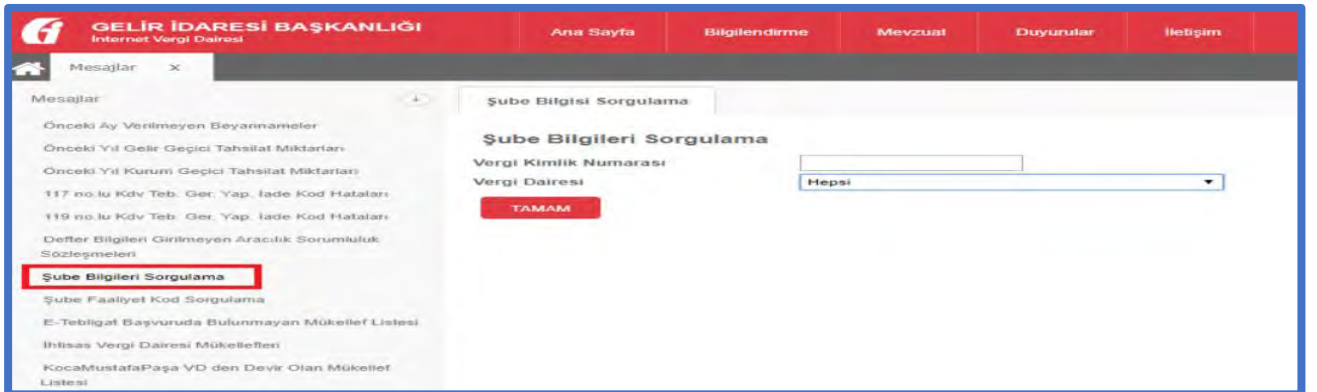 GELİR İDARESİ BAŞKANLIĞI
İnternet Vergi Dairesi
Ana Sayfa Bilgilendirme Mevzuat Duyurular İletişim
Mesajlar x
Mesajlar
Önceki Ay Verilmeyen Beyannameler
Önceki Yıl Gelir Geçici Tahsilat Miktarları
Önceki Yıl Kurum Geçici Tahsilat Miktarları
117 no.lu Kdv Teb. Ger. Yap. İade Kod Hataları
119 no.lu Kdv Teb. Ger. Yap. İade Kod Hataları
Defter Bilgileri Girilmeyen Aracılık Sorumluluk
Sözleşmeleri
Şube Bilgileri Sorgulama
Şube Faaliyet Kod Sorgulama
E-Tebligat Başvuruda Bulunmayan Mükellef Listesi
İhtisas Vergi Dairesi Mükellefleri
KocaMustafaPaşa VD den Devir Olan Mükellef
Listesi
Şube Bilgisi Sorgulama
Şube Bilgileri Sorgulama
Vergi Kimlik Numarası
Vergi Dairesi Hepsi
TAMAM